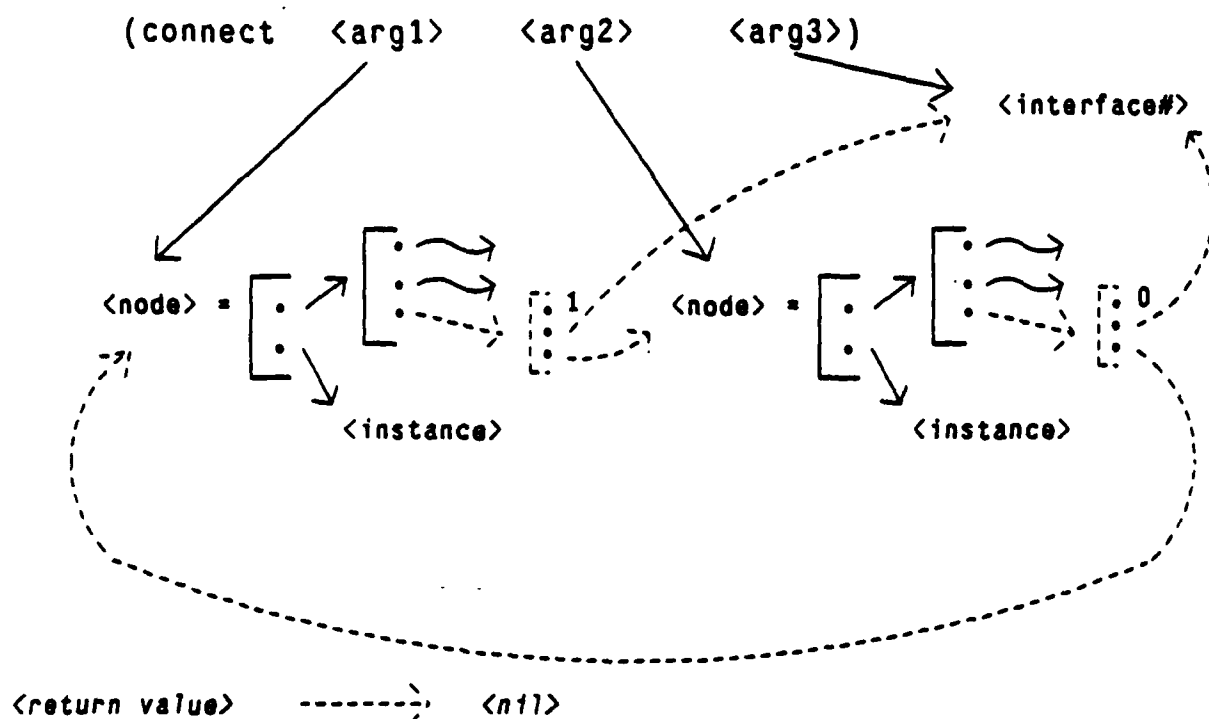 (connect <arg1> <arg2> <arg3>)
<interface#>
1
0
<node> = <node> =
<instance> <instance>
<return value> <nil>